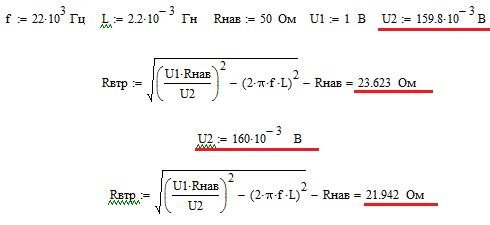 f := 22·10³ Гц L := 2.2·10⁻³ Гн Rнав := 50 Ом U1 := 1 В U2 := 159.8·10⁻³ В
Rвтр := √((U1·Rнав/U2)² − (2·π·f·L)²) − Rнав = 23.623 Ом
U2 := 160·10⁻³ В
Rвтр := √((U1·Rнав/U2)² − (2·π·f·L)²) − Rнав = 21.942 Ом